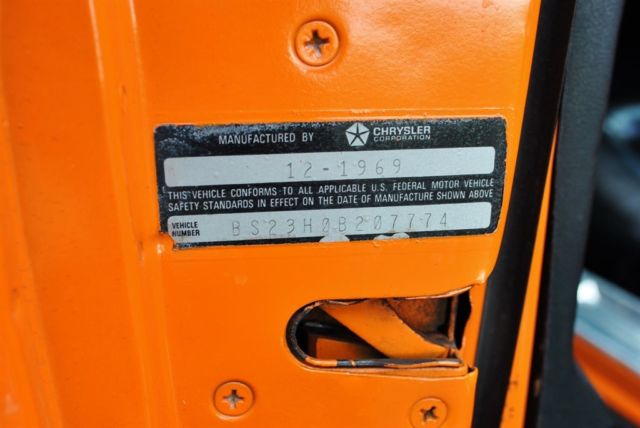 MANUFACTURED BY CHRYSLER CORPORATION
12-1969
THIS VEHICLE CONFORMS TO ALL APPLICABLE U.S. FEDERAL MOTOR VEHICLE
SAFETY STANDARDS IN EFFECT ON THE DATE OF MANUFACTURE SHOWN ABOVE
VEHICLE NUMBER BS23H0B207774